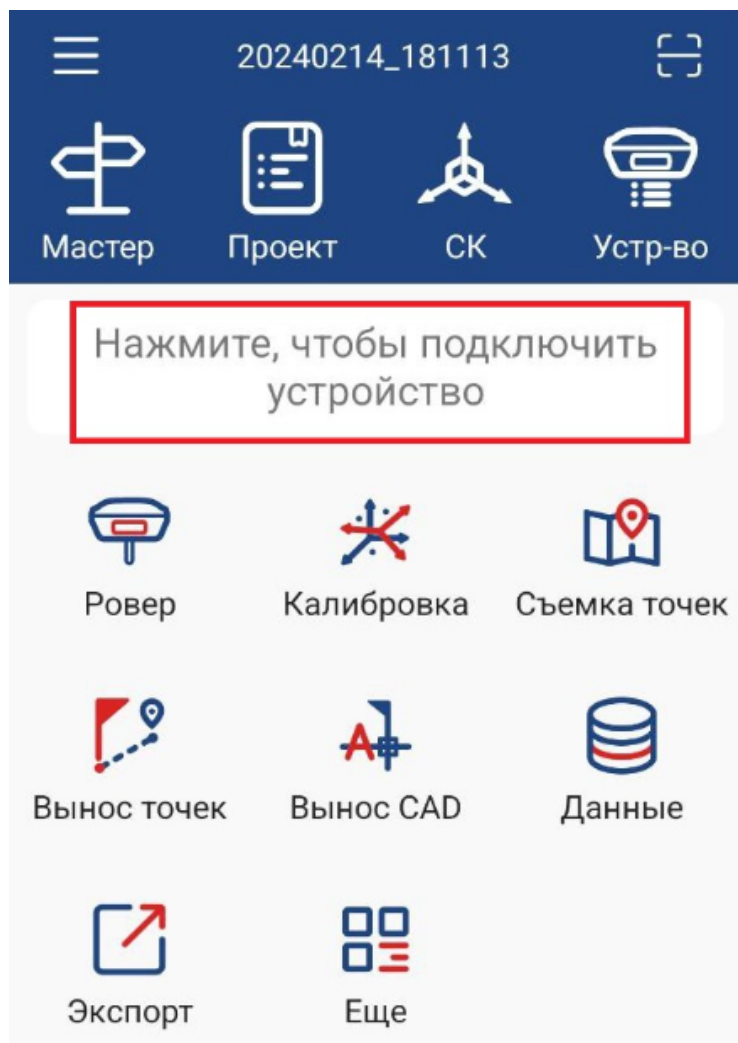 20240214_181113
Мастер Проект СК Устр-во
Нажмите, чтобы подключить
устройство
Ровер Калибровка Съемка точек
Вынос точек Вынос CAD Данные
Экспорт Еще